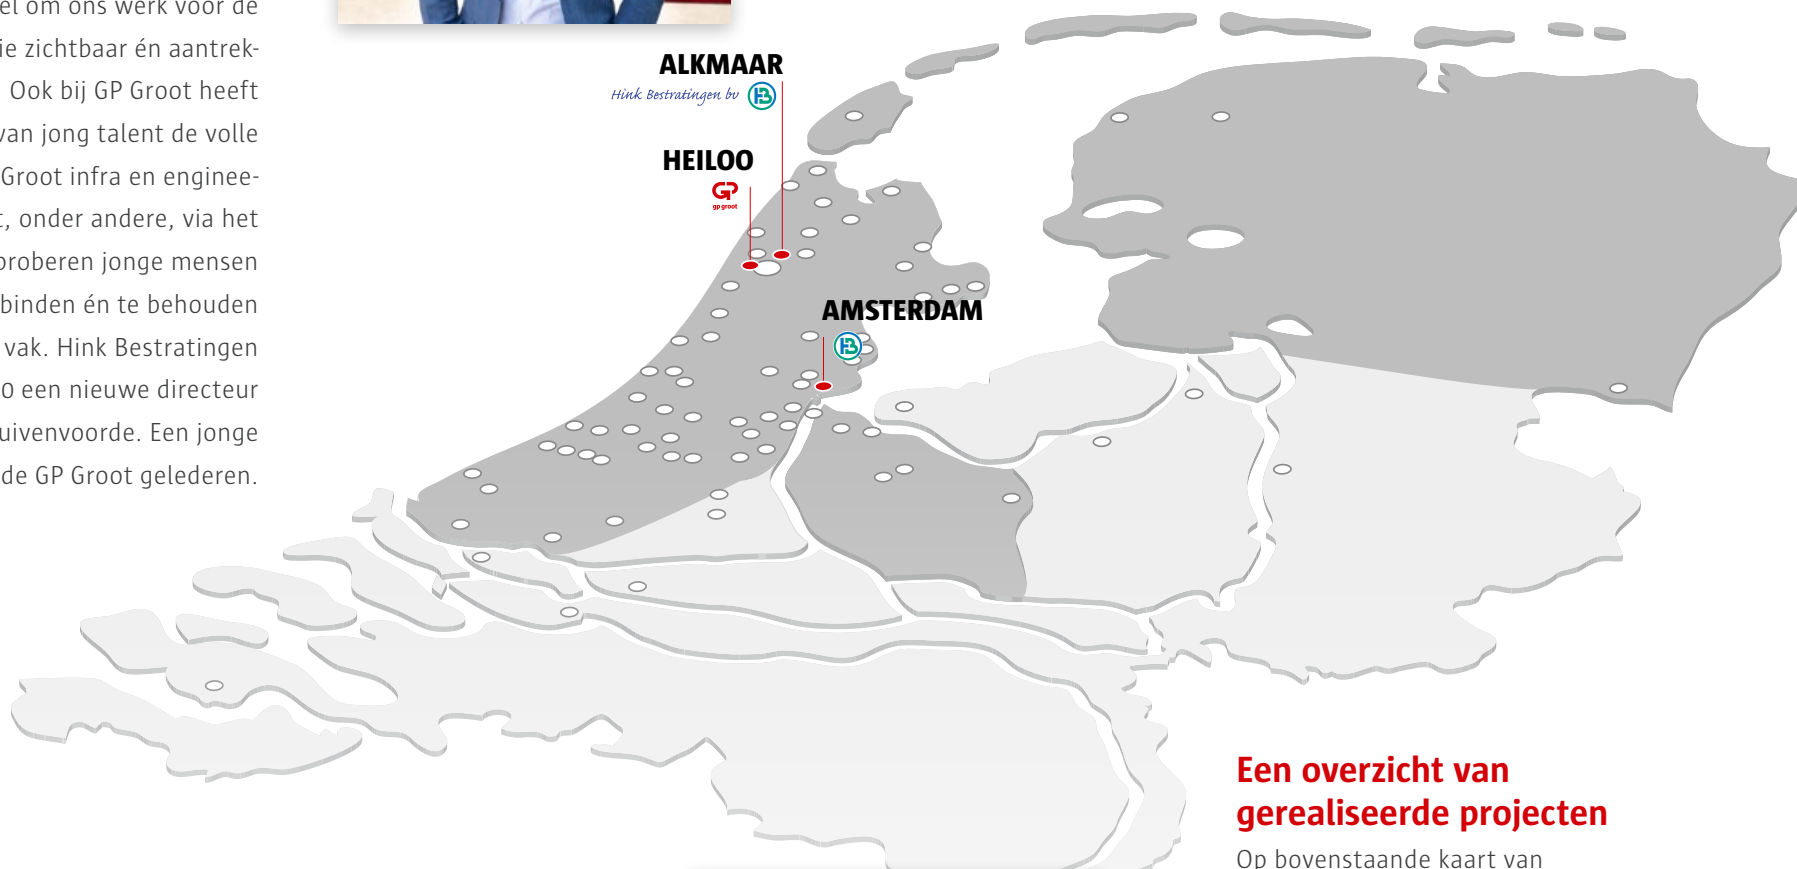 el om ons werk voor de
ie zichtbaar én aantrek-
Ook bij GP Groot heeft
van jong talent de volle
Groot infra en enginee-
t, onder andere, via het
proberen jonge mensen
binden én te behouden
vak. Hink Bestratingen
0 een nieuwe directeur
uivenvoorde. Een jonge
de GP Groot gelederen.
ALKMAAR
Hink Bestratingen bv HB
HEILOO
GP
gp groot
AMSTERDAM
HB
Een overzicht van
gerealiseerde projecten
Op bovenstaande kaart van